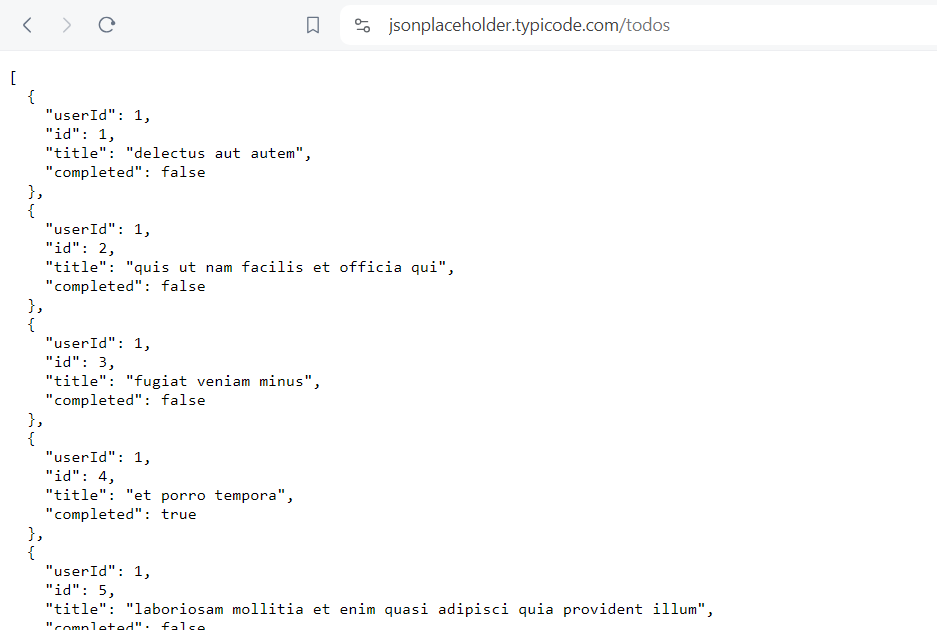 jsonplaceholder.typicode.com/todos
[
  {
    "userId": 1,
    "id": 1,
    "title": "delectus aut autem",
    "completed": false
  },
  {
    "userId": 1,
    "id": 2,
    "title": "quis ut nam facilis et officia qui",
    "completed": false
  },
  {
    "userId": 1,
    "id": 3,
    "title": "fugiat veniam minus",
    "completed": false
  },
  {
    "userId": 1,
    "id": 4,
    "title": "et porro tempora",
    "completed": true
  },
  {
    "userId": 1,
    "id": 5,
    "title": "laboriosam mollitia et enim quasi adipisci quia provident illum",
    "completed": false